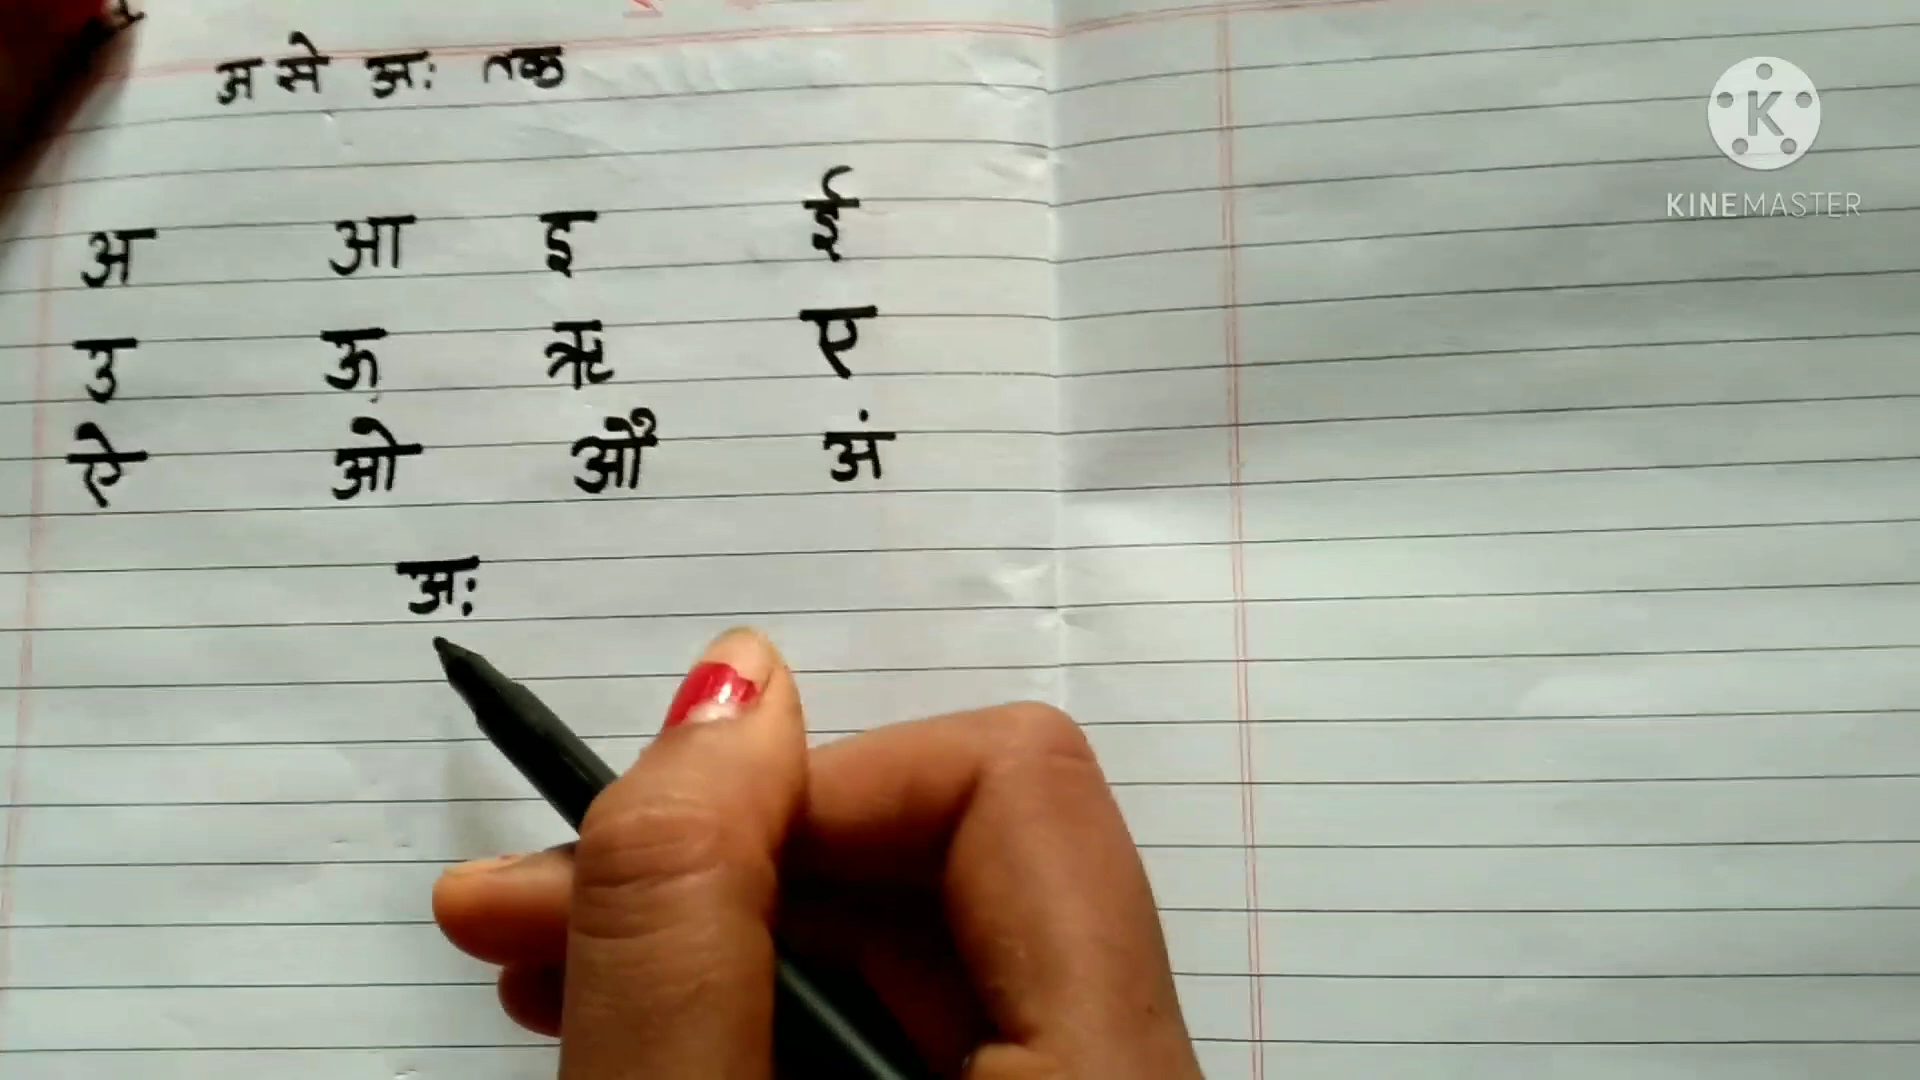 अ से अः तक
अ आ इ ई
उ ऊ ऋ ए
ऐ ओ औ अं
अः
K
KINEMASTER